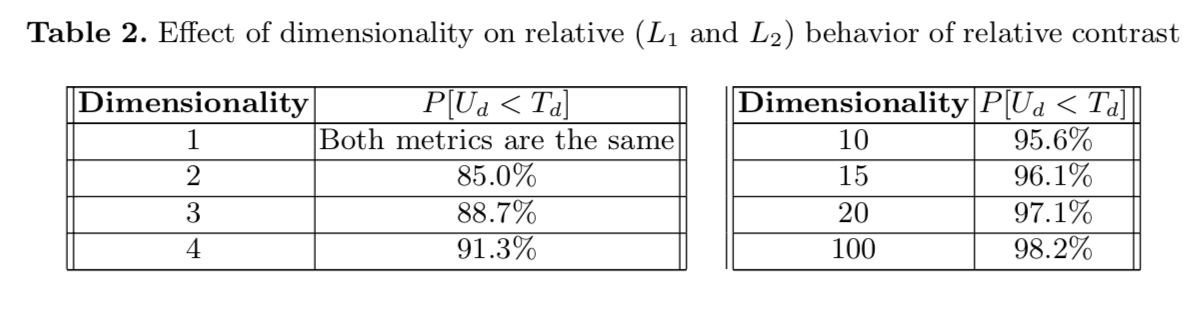 Table 2. Effect of dimensionality on relative (L₁ and L₂) behavior of relative contrast
Dimensionality P[U_d < T_d]
1 Both metrics are the same
2 85.0%
3 88.7%
4 91.3%
Dimensionality P[U_d < T_d]
10 95.6%
15 96.1%
20 97.1%
100 98.2%